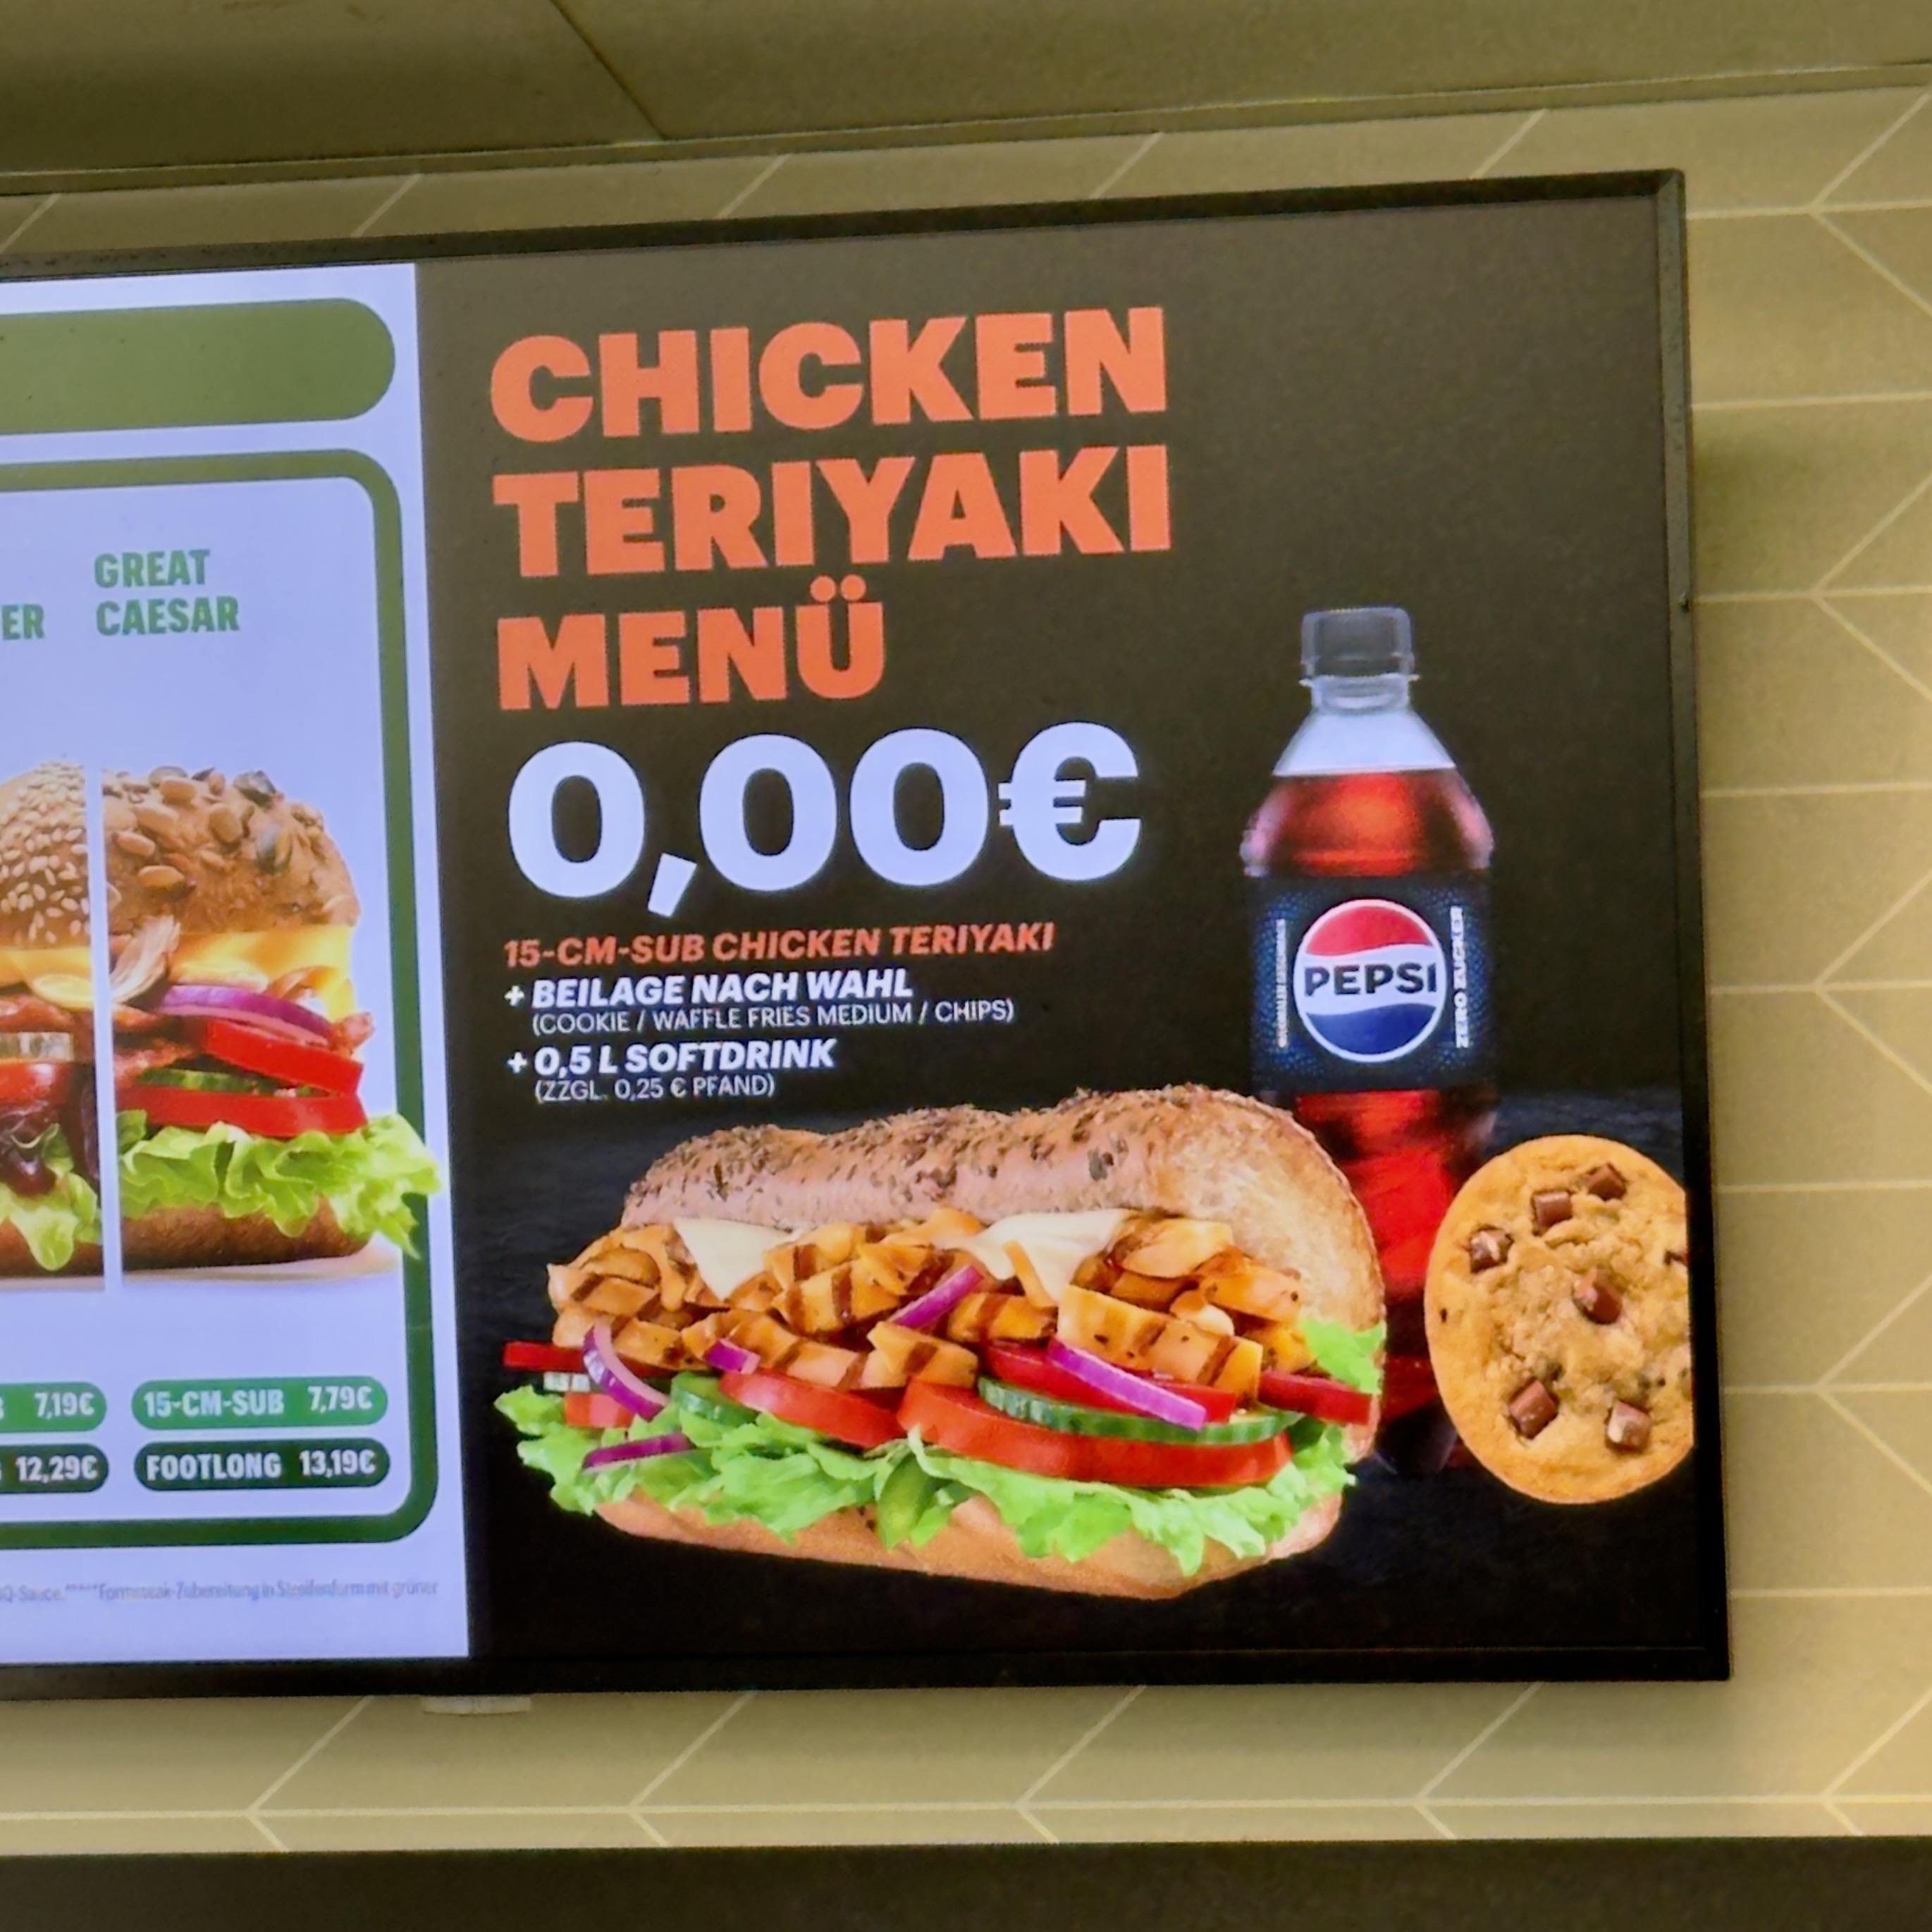 ER
GREAT
CAESAR
7,19€
12,29€
15-CM-SUB 7,79€
FOOTLONG 13,19€
CHICKEN
TERIYAKI
MENÜ
0,00€
15-CM-SUB CHICKEN TERIYAKI
+ BEILAGE NACH WAHL
(COOKIE / WAFFLE FRIES MEDIUM / CHIPS)
+ 0,5 L SOFTDRINK
(ZZGL. 0,25 € PFAND)
PEPSI
ZERO ZUCKER